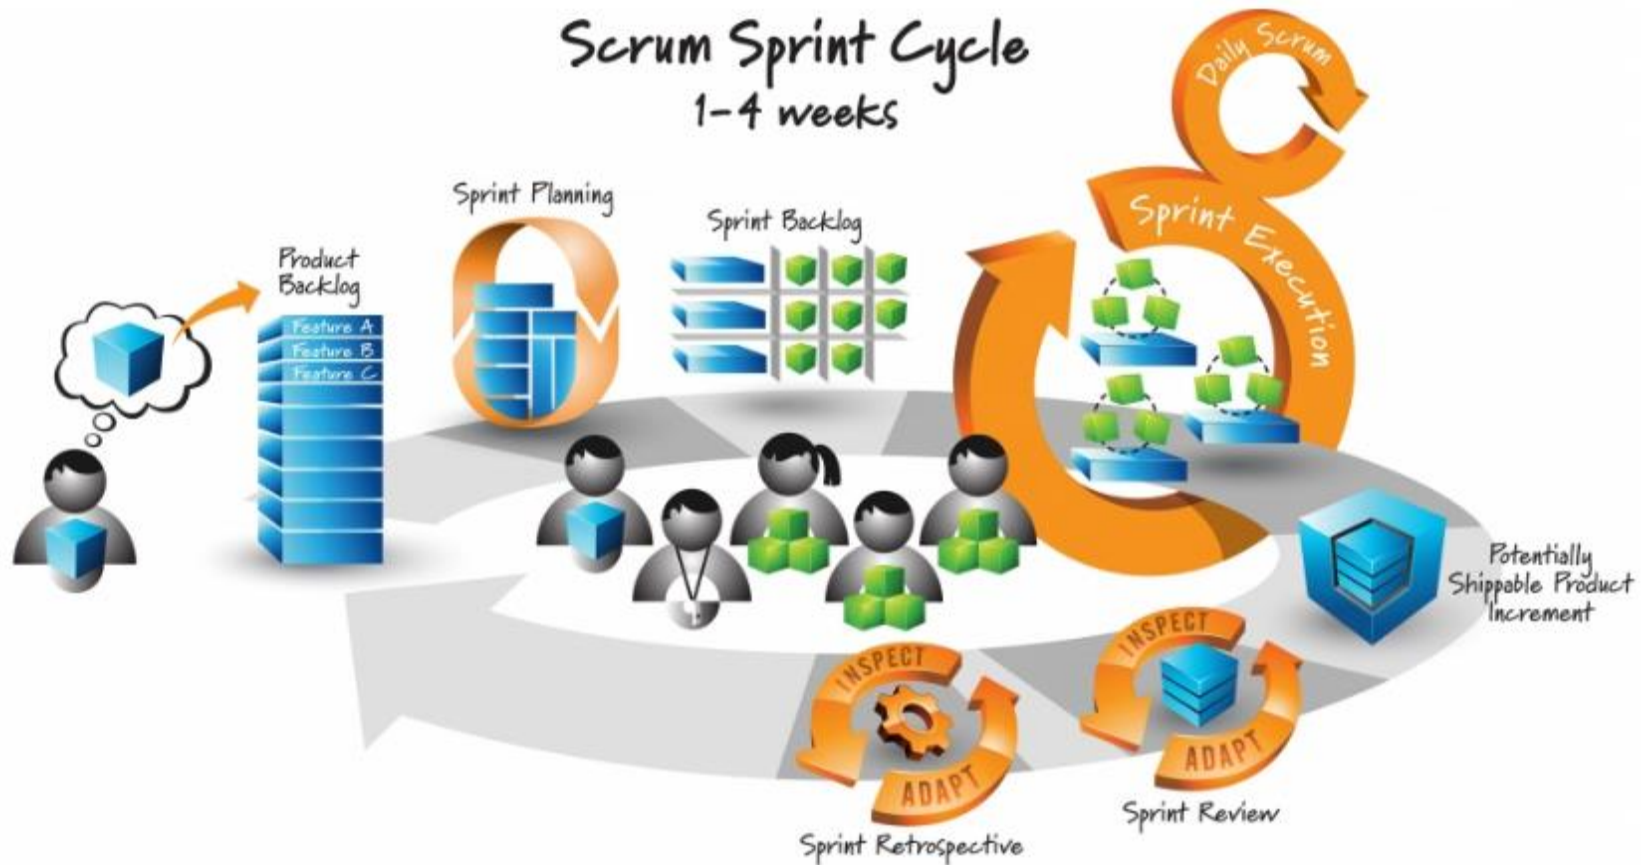 Scrum Sprint Cycle
1-4 weeks
Daily Scrum
Sprint Execution
Sprint Planning
Sprint Backlog
Product
Backlog
Feature A
Feature B
Feature C
Potentially
Shippable Product
Increment
INSPECT
ADAPT
Sprint Review
INSPECT
ADAPT
Sprint Retrospective